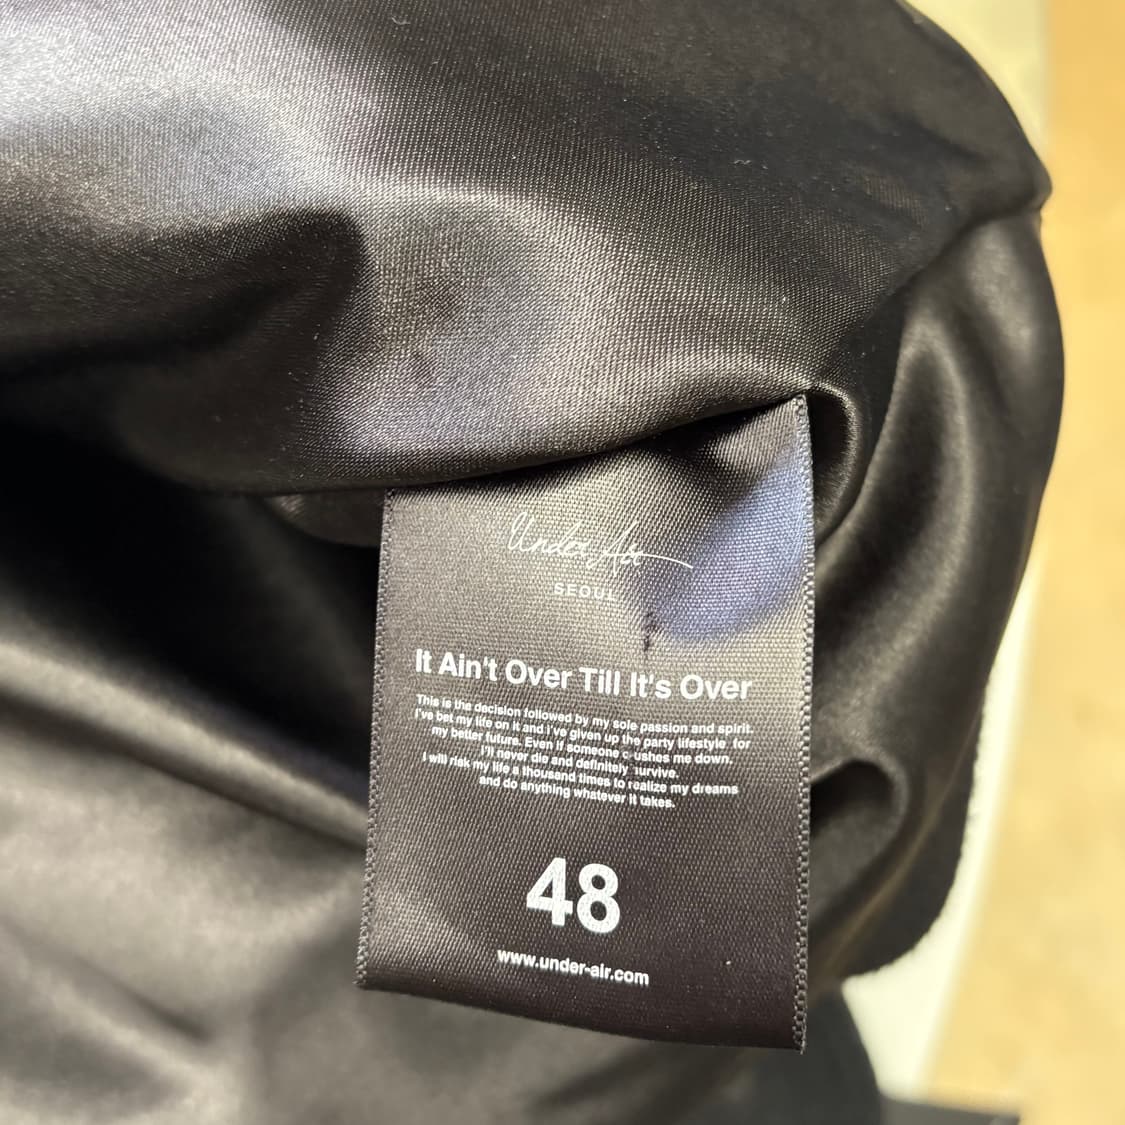 Under Air
SEOUL
It Ain't Over Till It's Over
This is the decision followed by my sole passion and spirit.
I've bet my life on it and I've given up the party lifestyle for
my better future. Even if someone crushes me down.
I'll never die and definitely survive.
I will risk my life a thousand times to realize my dreams
and do anything whatever it takes.
48
www.under-air.com